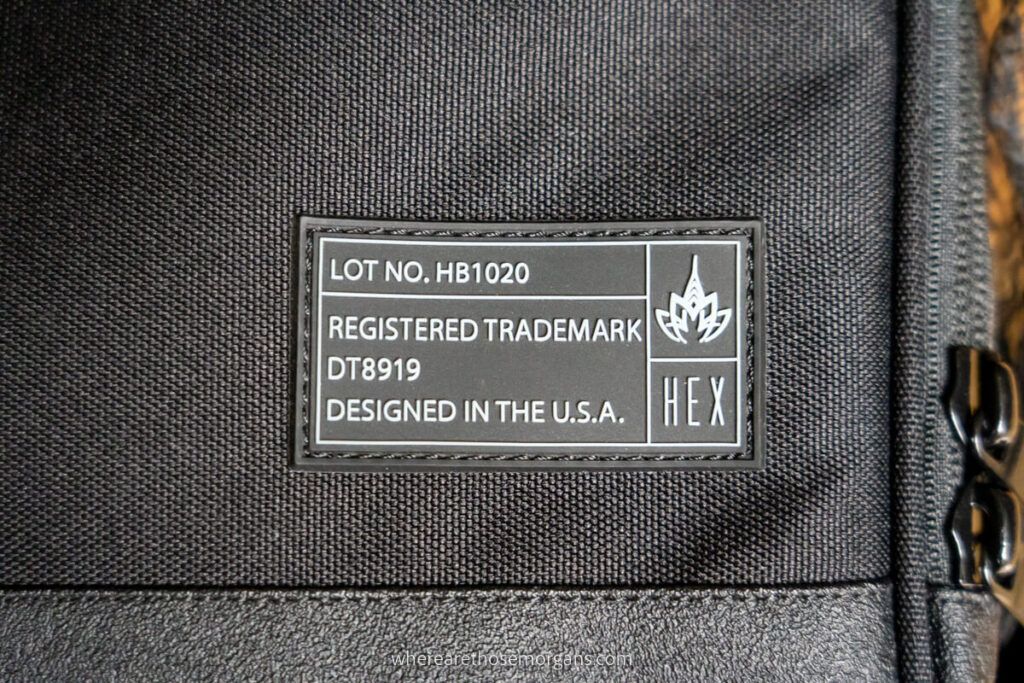 LOT NO. HB1020
REGISTERED TRADEMARK
DT8919
DESIGNED IN THE U.S.A.
HEX
wherearethosemorgans.com